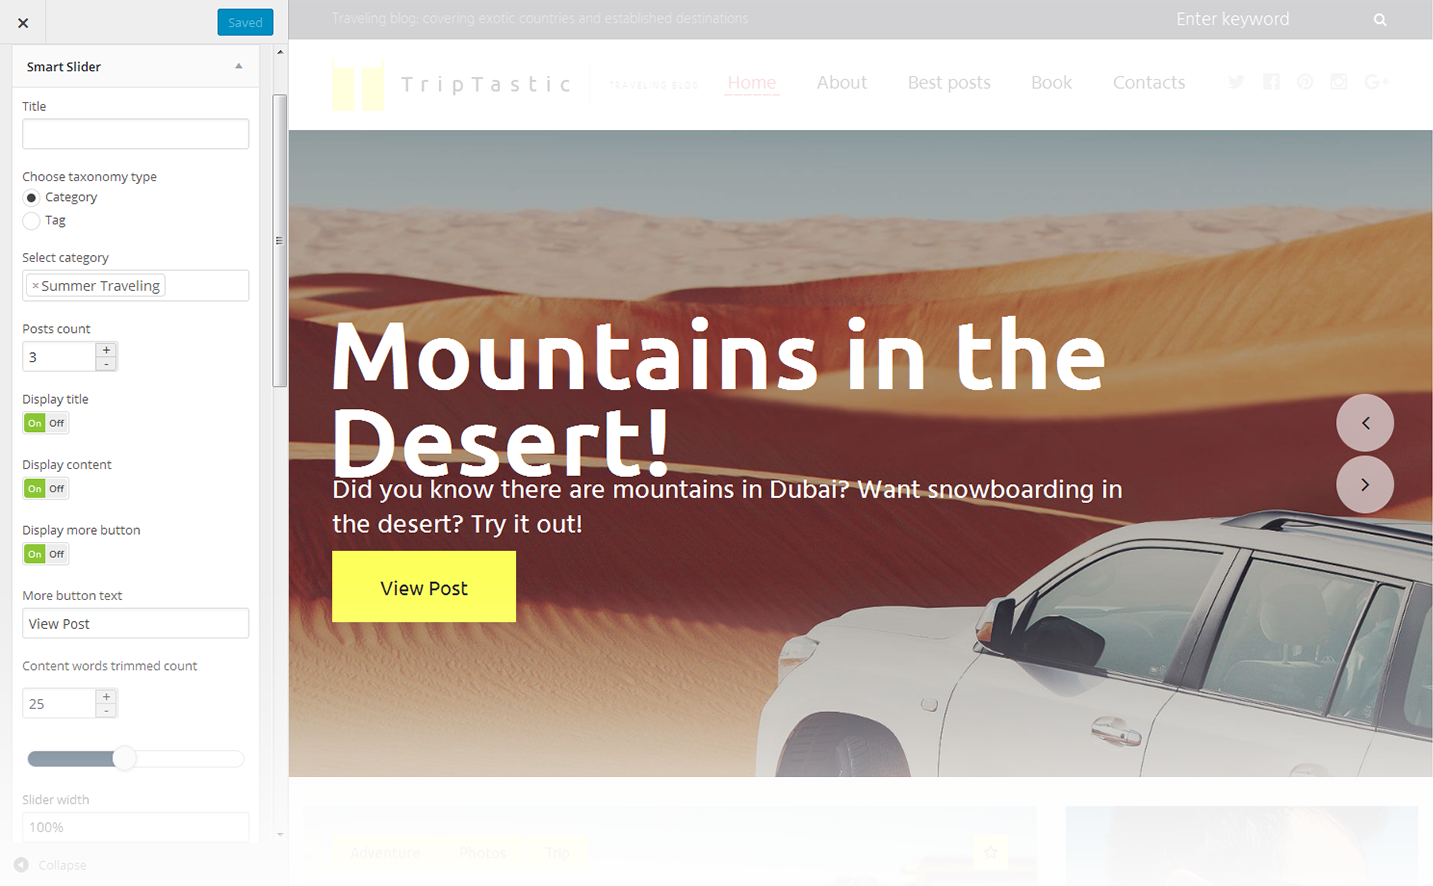 Saved
Smart Slider
Title
Choose taxonomy type
Category
Tag
Select category
×Summer Traveling
Posts count
3
+
-
Display title
On Off
Display content
On Off
Display more button
On Off
More button text
View Post
Content words trimmed count
25
+
-
Slider width
100%
Collapse
Traveling blog: covering exotic countries and established destinations
Enter keyword
TripTastic
TRAVELING BLOG
Home
About
Best posts
Book
Contacts
Mountains in the
Desert!
Did you know there are mountains in Dubai? Want snowboarding in
the desert? Try it out!
View Post
Adventure
Photos
Trip